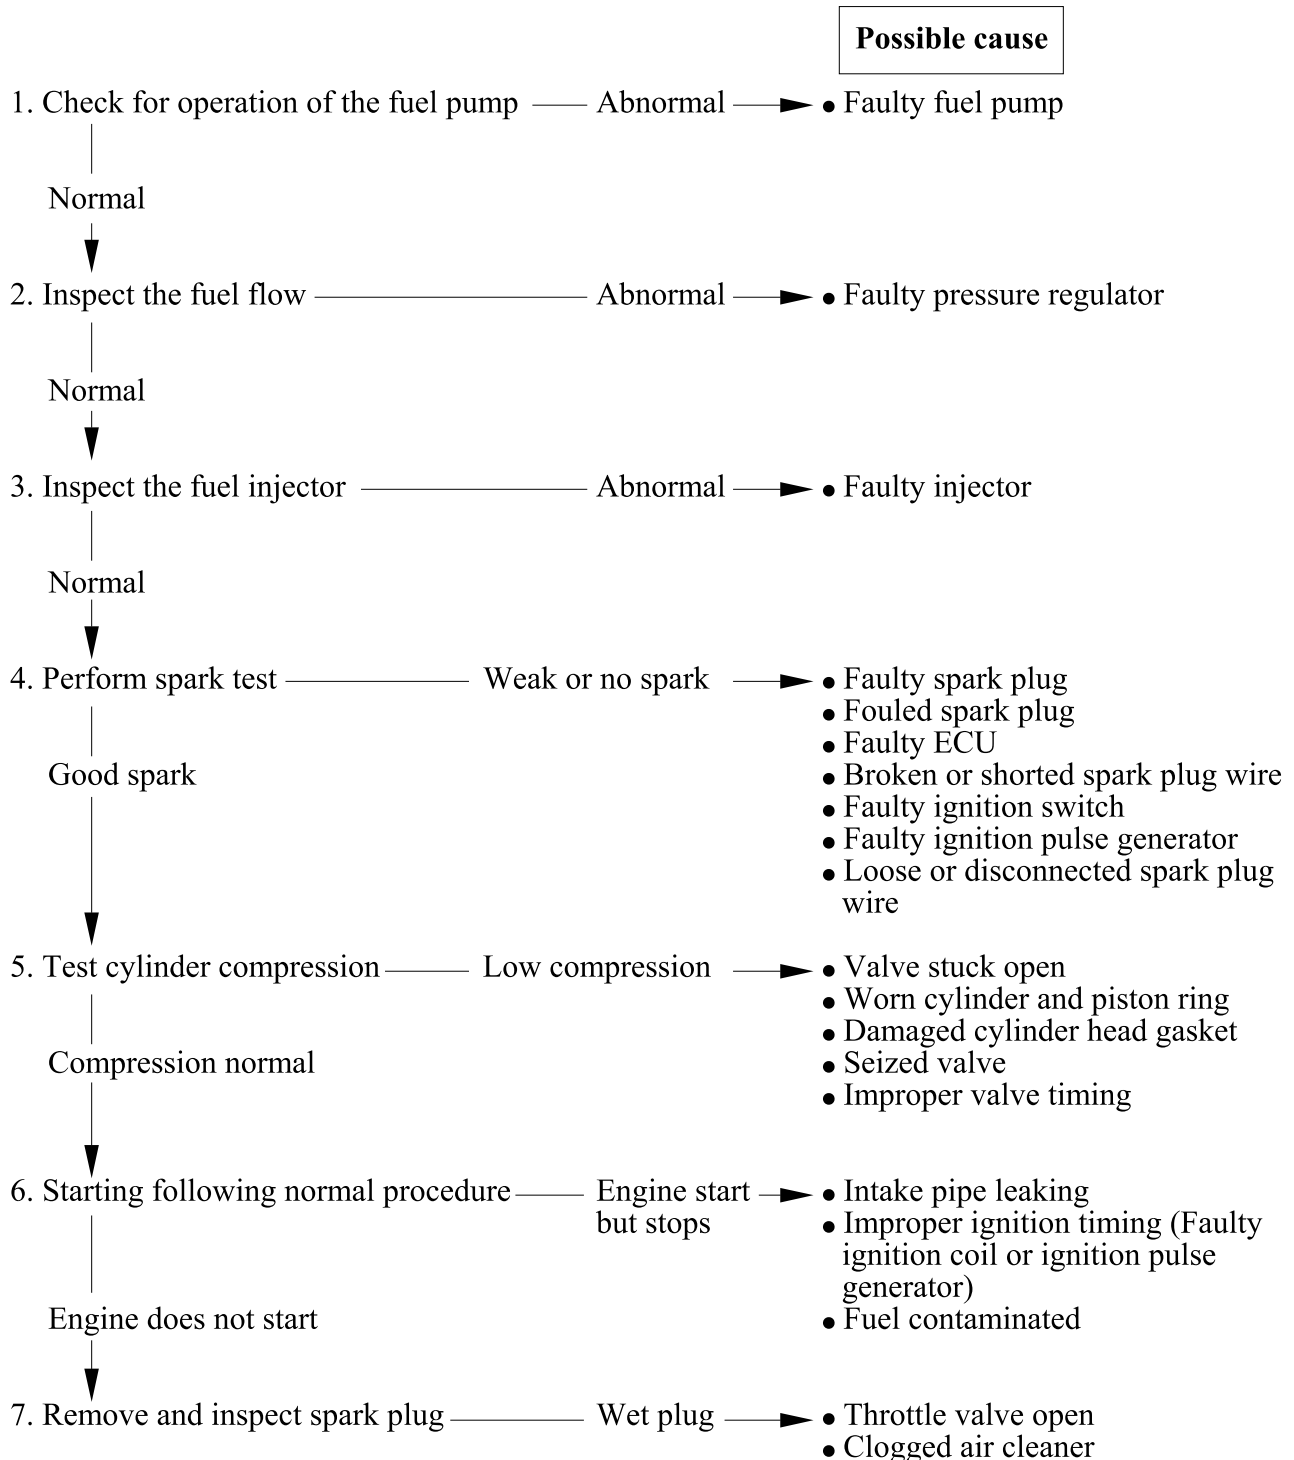 Possible cause
1. Check for operation of the fuel pump Abnormal • Faulty fuel pump
Normal
2. Inspect the fuel flow Abnormal • Faulty pressure regulator
Normal
3. Inspect the fuel injector Abnormal • Faulty injector
Normal
4. Perform spark test Weak or no spark • Faulty spark plug
• Fouled spark plug
• Faulty ECU
Good spark • Broken or shorted spark plug wire
• Faulty ignition switch
• Faulty ignition pulse generator
• Loose or disconnected spark plug
wire
5. Test cylinder compression Low compression • Valve stuck open
• Worn cylinder and piston ring
• Damaged cylinder head gasket
Compression normal • Seized valve
• Improper valve timing
6. Starting following normal procedure Engine start • Intake pipe leaking
but stops • Improper ignition timing (Faulty
ignition coil or ignition pulse
generator)
Engine does not start • Fuel contaminated
7. Remove and inspect spark plug Wet plug • Throttle valve open
• Clogged air cleaner